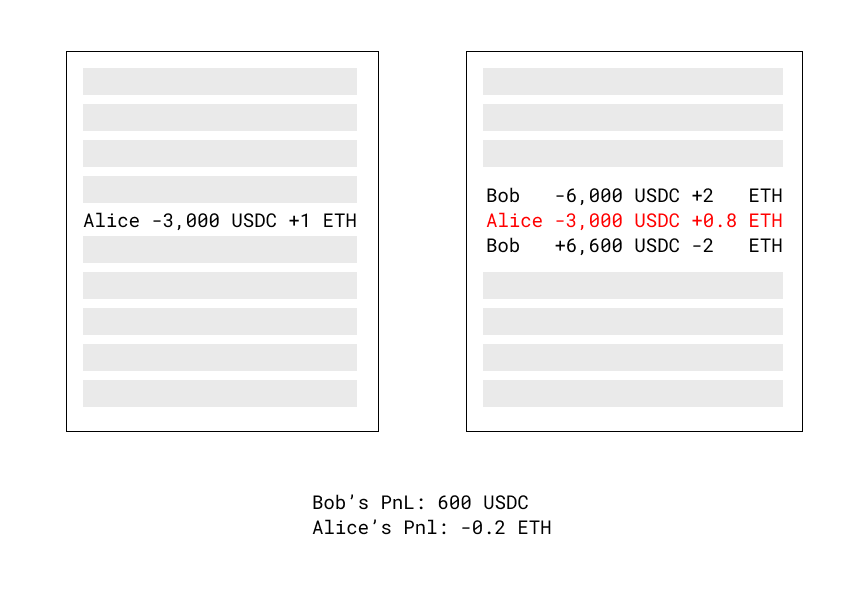 Alice -3,000 USDC +1 ETH
Bob   -6,000 USDC +2   ETH
Alice -3,000 USDC +0.8 ETH
Bob   +6,600 USDC -2   ETH
Bob’s PnL: 600 USDC
Alice’s Pnl: -0.2 ETH